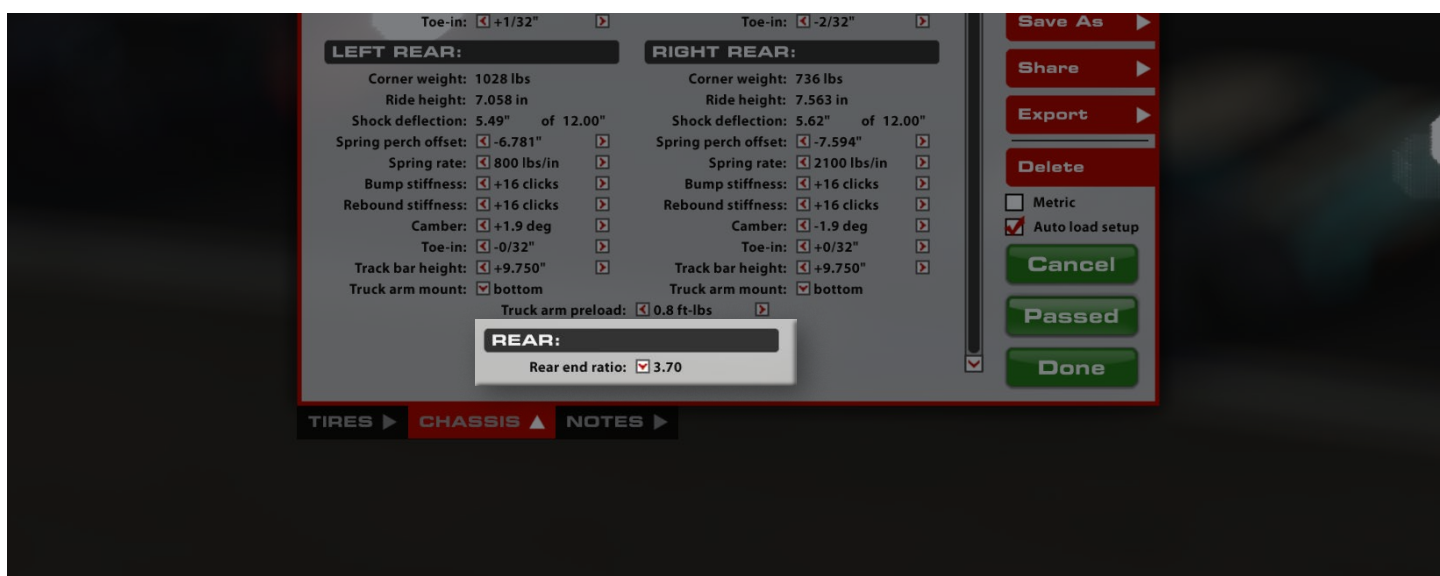 Toe-in: +1/32" Toe-in: -2/32"
LEFT REAR: RIGHT REAR:
Corner weight: 1028 lbs Corner weight: 736 lbs
Ride height: 7.058 in Ride height: 7.563 in
Shock deflection: 5.49" of 12.00" Shock deflection: 5.62" of 12.00"
Spring perch offset: -6.781" Spring perch offset: -7.594"
Spring rate: 800 lbs/in Spring rate: 2100 lbs/in
Bump stiffness: +16 clicks Bump stiffness: +16 clicks
Rebound stiffness: +16 clicks Rebound stiffness: +16 clicks
Camber: +1.9 deg Camber: -1.9 deg
Toe-in: -0/32" Toe-in: +0/32"
Track bar height: +9.750" Track bar height: +9.750"
Truck arm mount: bottom Truck arm mount: bottom
Truck arm preload: 0.8 ft-lbs
REAR:
Rear end ratio: 3.70
Save As
Share
Export
Delete
Metric
Auto load setup
Cancel
Passed
Done
TIRES CHASSIS NOTES